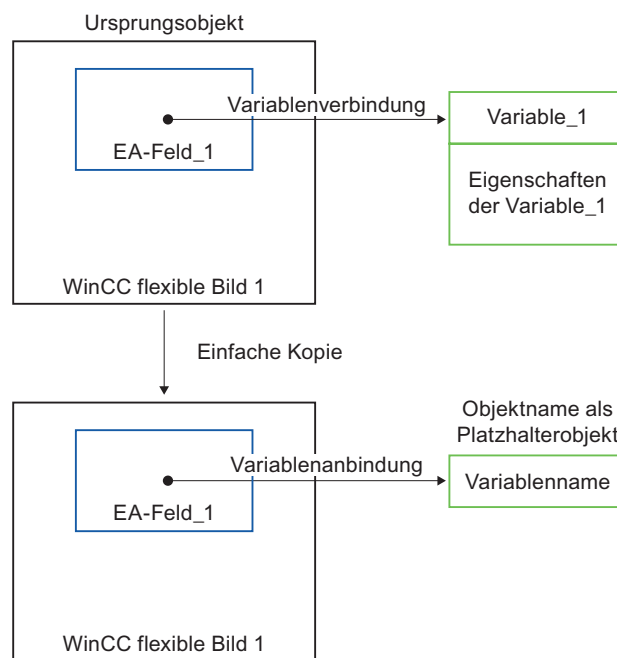 Ursprungsobjekt
Variablenverbindung
EA-Feld_1
Variable_1
Eigenschaften
der Variable_1
WinCC flexible Bild 1
Einfache Kopie
Objektname als
Platzhalterobjekt
Variablenanbindung
EA-Feld_1
Variablenname
WinCC flexible Bild 1